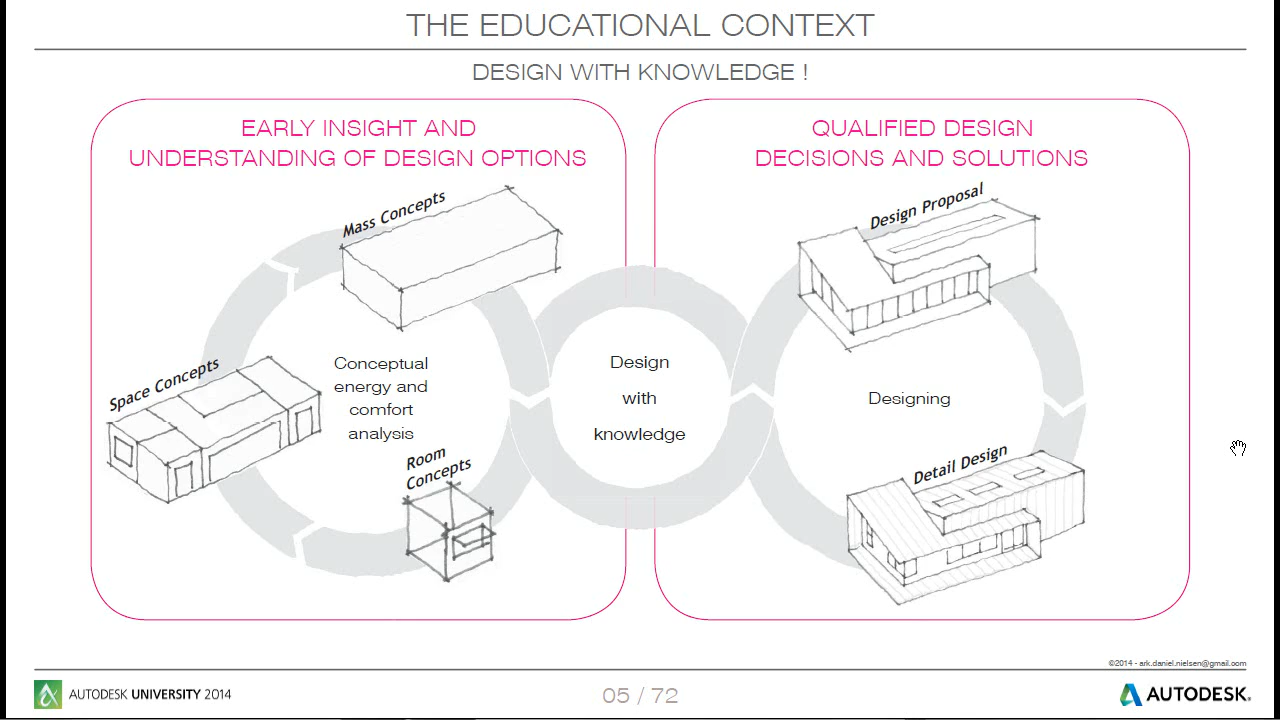 THE EDUCATIONAL CONTEXT
DESIGN WITH KNOWLEDGE !
EARLY INSIGHT AND
UNDERSTANDING OF DESIGN OPTIONS
Mass Concepts
Space Concepts
Conceptual
energy and
comfort
analysis
Room
Concepts
Design
with
knowledge
QUALIFIED DESIGN
DECISIONS AND SOLUTIONS
Design Proposal
Designing
Detail Design
©2014 - ark.daniel.nielsen@gmail.com
AUTODESK UNIVERSITY 2014
05 / 72
AUTODESK.